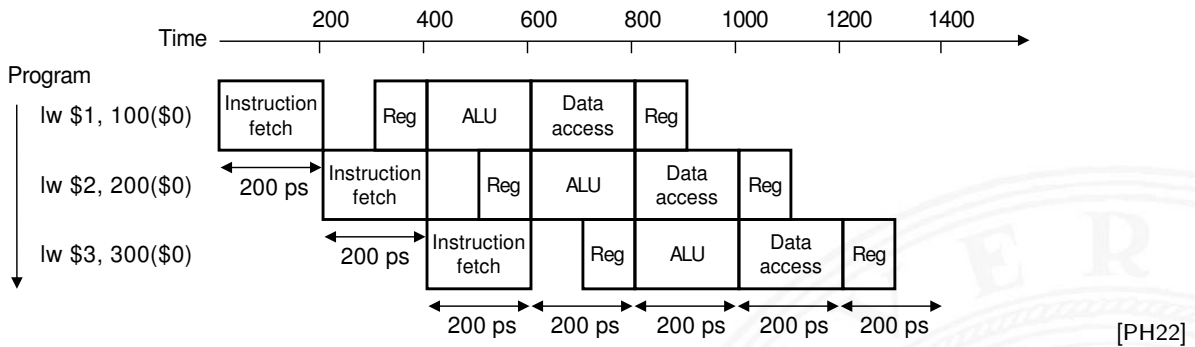 200 400 600 800 1000 1200 1400
Time
Program
lw $1, 100($0) Instruction fetch Reg ALU Data access Reg
200 ps
lw $2, 200($0) Instruction fetch Reg ALU Data access Reg
200 ps
lw $3, 300($0) Instruction fetch Reg ALU Data access Reg
200 ps 200 ps 200 ps 200 ps 200 ps
[PH22]
E R